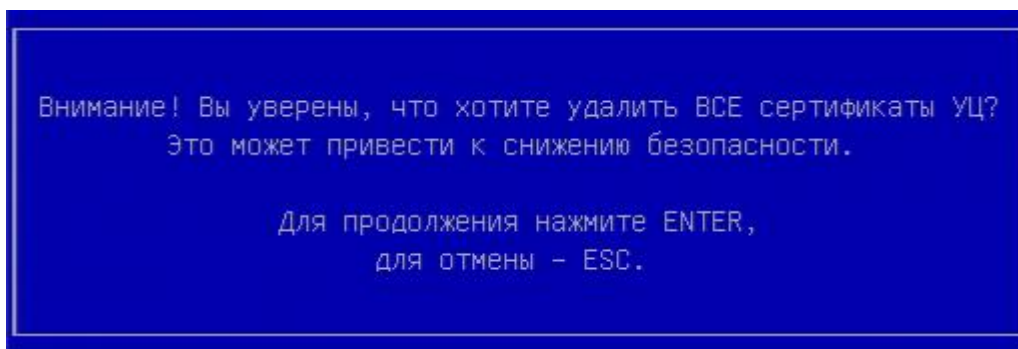 Внимание! Вы уверены, что хотите удалить ВСЕ сертификаты УЦ?
Это может привести к снижению безопасности.
Для продолжения нажмите ENTER,
для отмены – ESC.